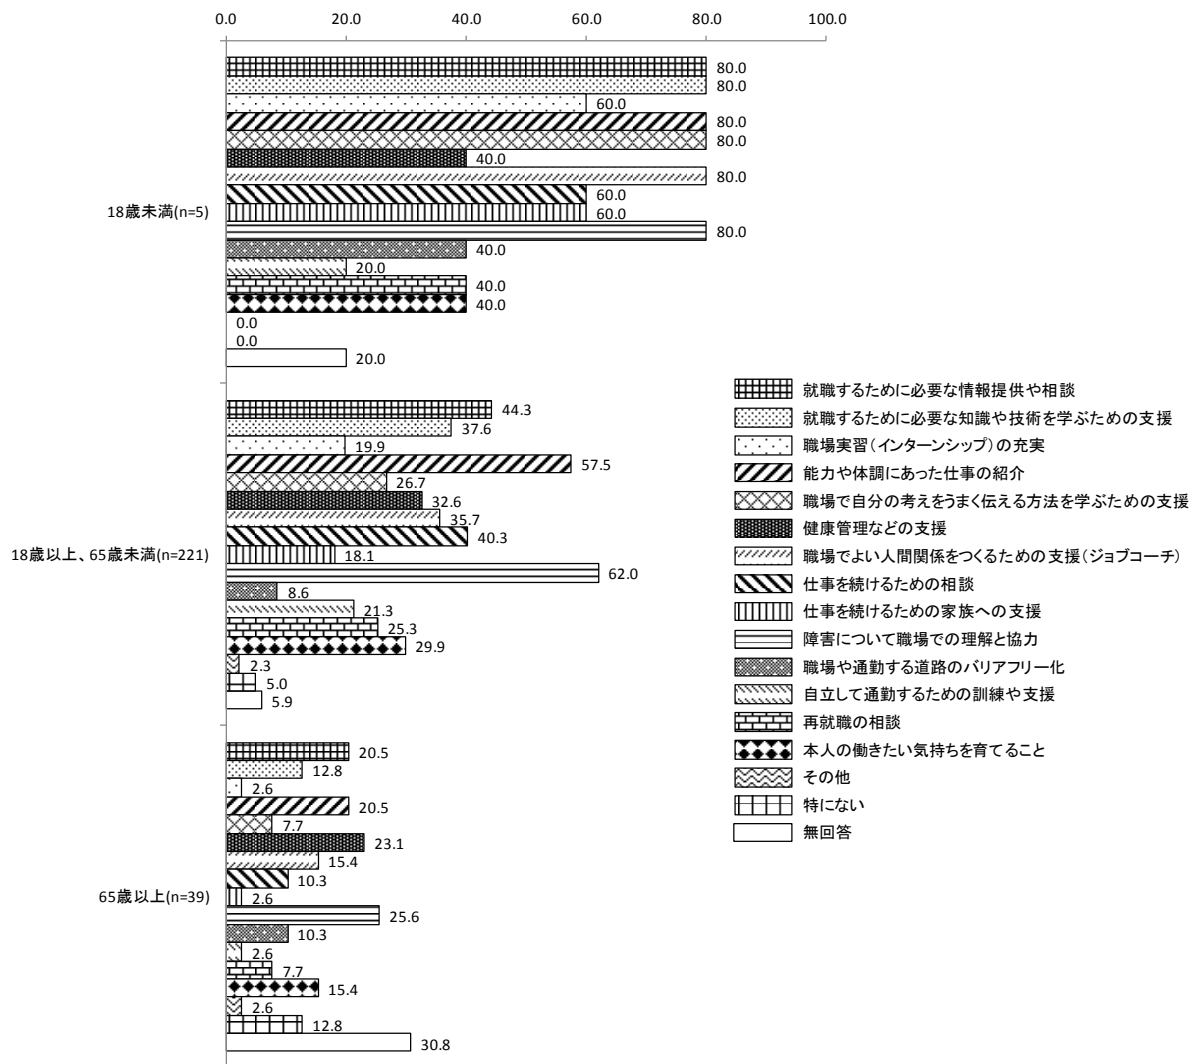 0.0 20.0 40.0 60.0 80.0 100.0
18歳未満(n=5)
80.0
80.0
60.0
80.0
80.0
40.0
80.0
60.0
60.0
80.0
40.0
20.0
40.0
40.0
0.0
0.0
20.0
18歳以上、65歳未満(n=221)
44.3
37.6
19.9
57.5
26.7
32.6
35.7
40.3
18.1
62.0
8.6
21.3
25.3
29.9
2.3
5.0
5.9
65歳以上(n=39)
20.5
12.8
2.6
20.5
7.7
23.1
15.4
10.3
2.6
25.6
10.3
2.6
7.7
15.4
2.6
12.8
30.8
就職するために必要な情報提供や相談
就職するために必要な知識や技術を学ぶための支援
職場実習(インターンシップ)の充実
能力や体調にあった仕事の紹介
職場で自分の考えをうまく伝える方法を学ぶための支援
健康管理などの支援
職場でよい人間関係をつくるための支援(ジョブコーチ)
仕事を続けるための相談
仕事を続けるための家族への支援
障害について職場での理解と協力
職場や通勤する道路のバリアフリー化
自立して通勤するための訓練や支援
再就職の相談
本人の働きたい気持ちを育てること
その他
特にない
無回答